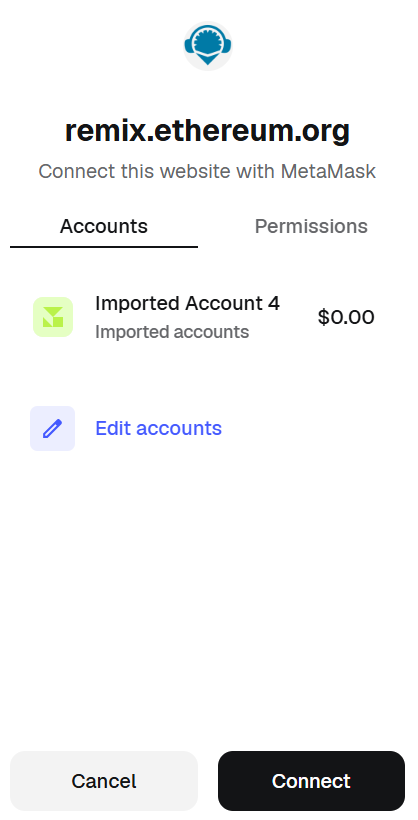 remix.ethereum.org
Connect this website with MetaMask
Accounts
Permissions
Imported Account 4
$0.00
Imported accounts
Edit accounts
Cancel
Connect